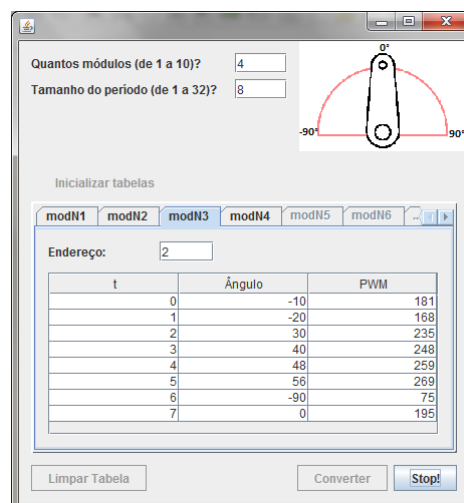 Quantos módulos (de 1 a 10)? 4
Tamanho do período (de 1 a 32)? 8
0°
-90° 90°
Inicializar tabelas
modN1 modN2 modN3 modN4 modN5 modN6 ...
Endereço: 2
t Ângulo PWM
0 -10 181
1 -20 168
2 30 235
3 40 248
4 48 259
5 56 269
6 -90 75
7 0 195
Limpar Tabela Converter Stop!